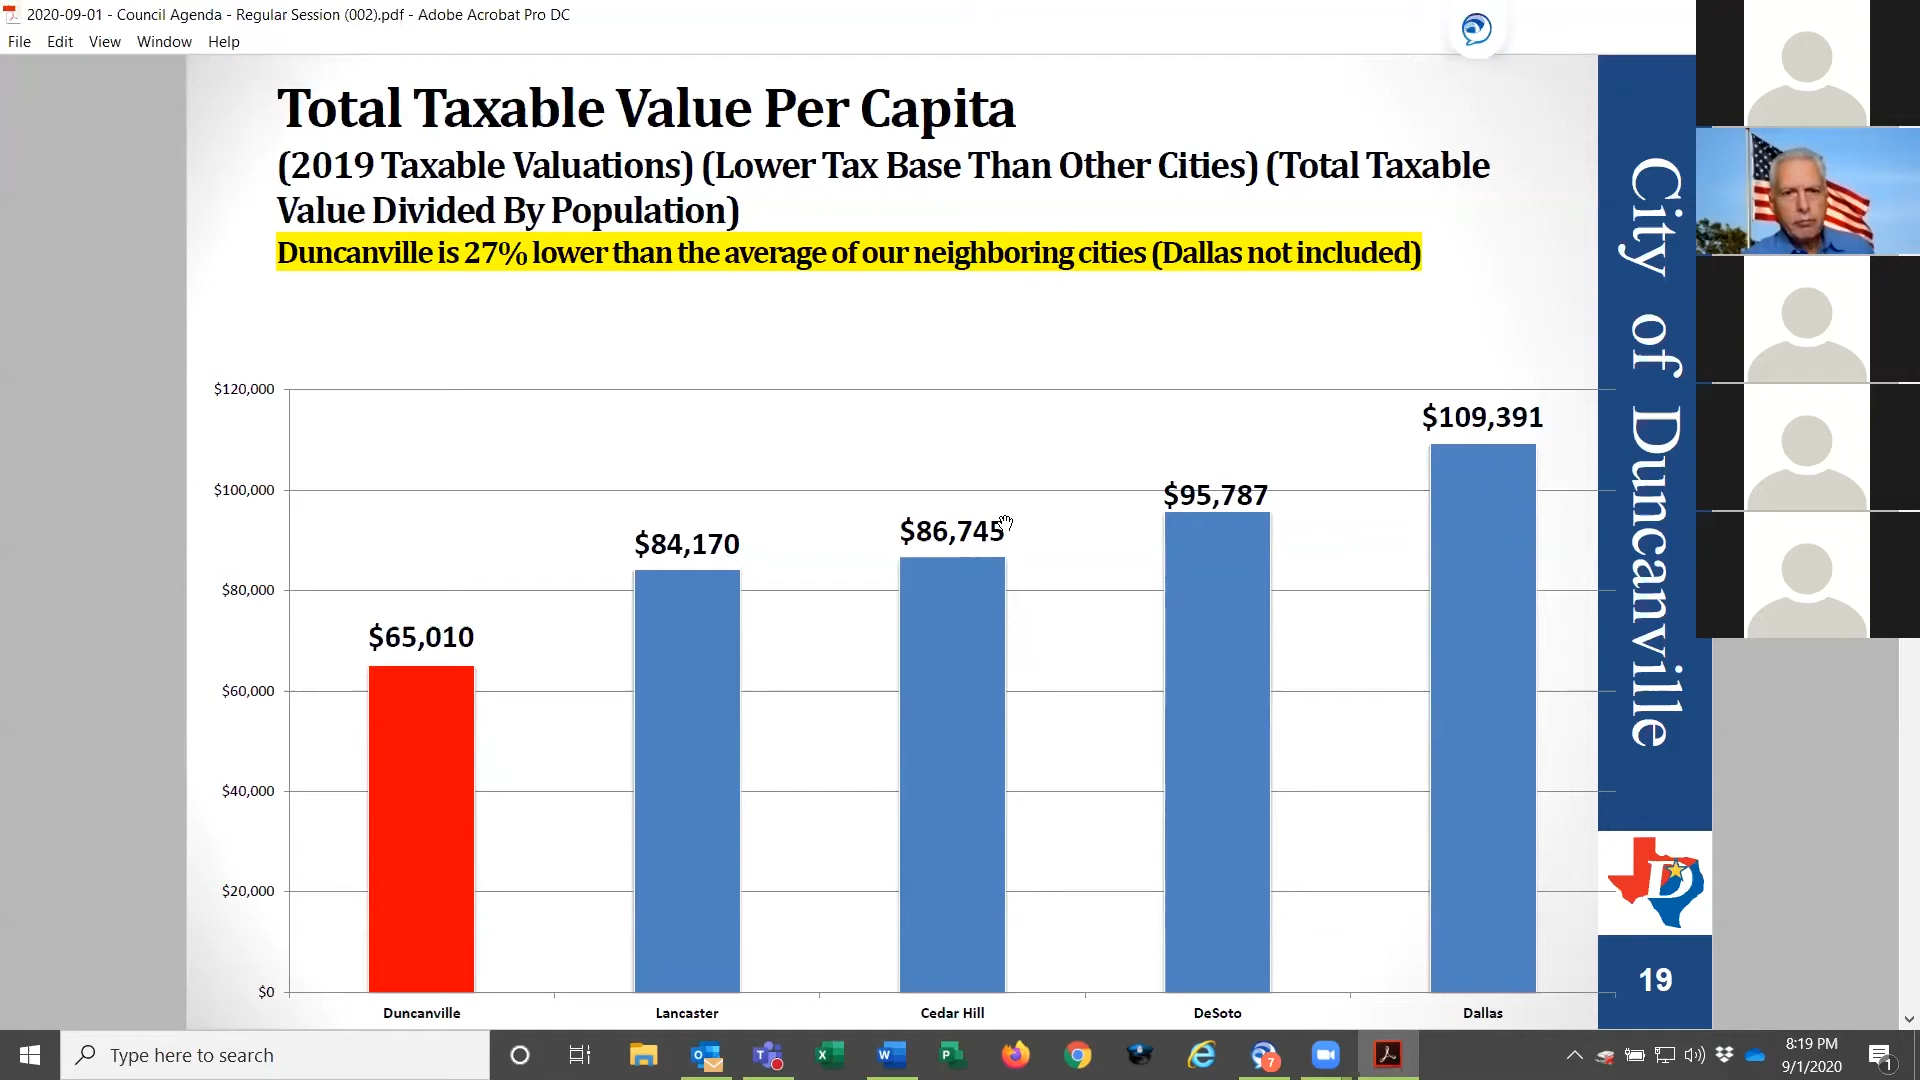 2020-09-01 - Council Agenda - Regular Session (002).pdf - Adobe Acrobat Pro DC
File Edit View Window Help
Total Taxable Value Per Capita
(2019 Taxable Valuations) (Lower Tax Base Than Other Cities) (Total Taxable
Value Divided By Population)
Duncanville is 27% lower than the average of our neighboring cities (Dallas not included)
City of Duncanville
$120,000
$109,391
$100,000
$95,787
$86,745
$84,170
$80,000
$65,010
$60,000
$40,000
$20,000
$0
Duncanville Lancaster Cedar Hill DeSoto Dallas
D
19
Type here to search
7
8:19 PM
9/1/2020
1